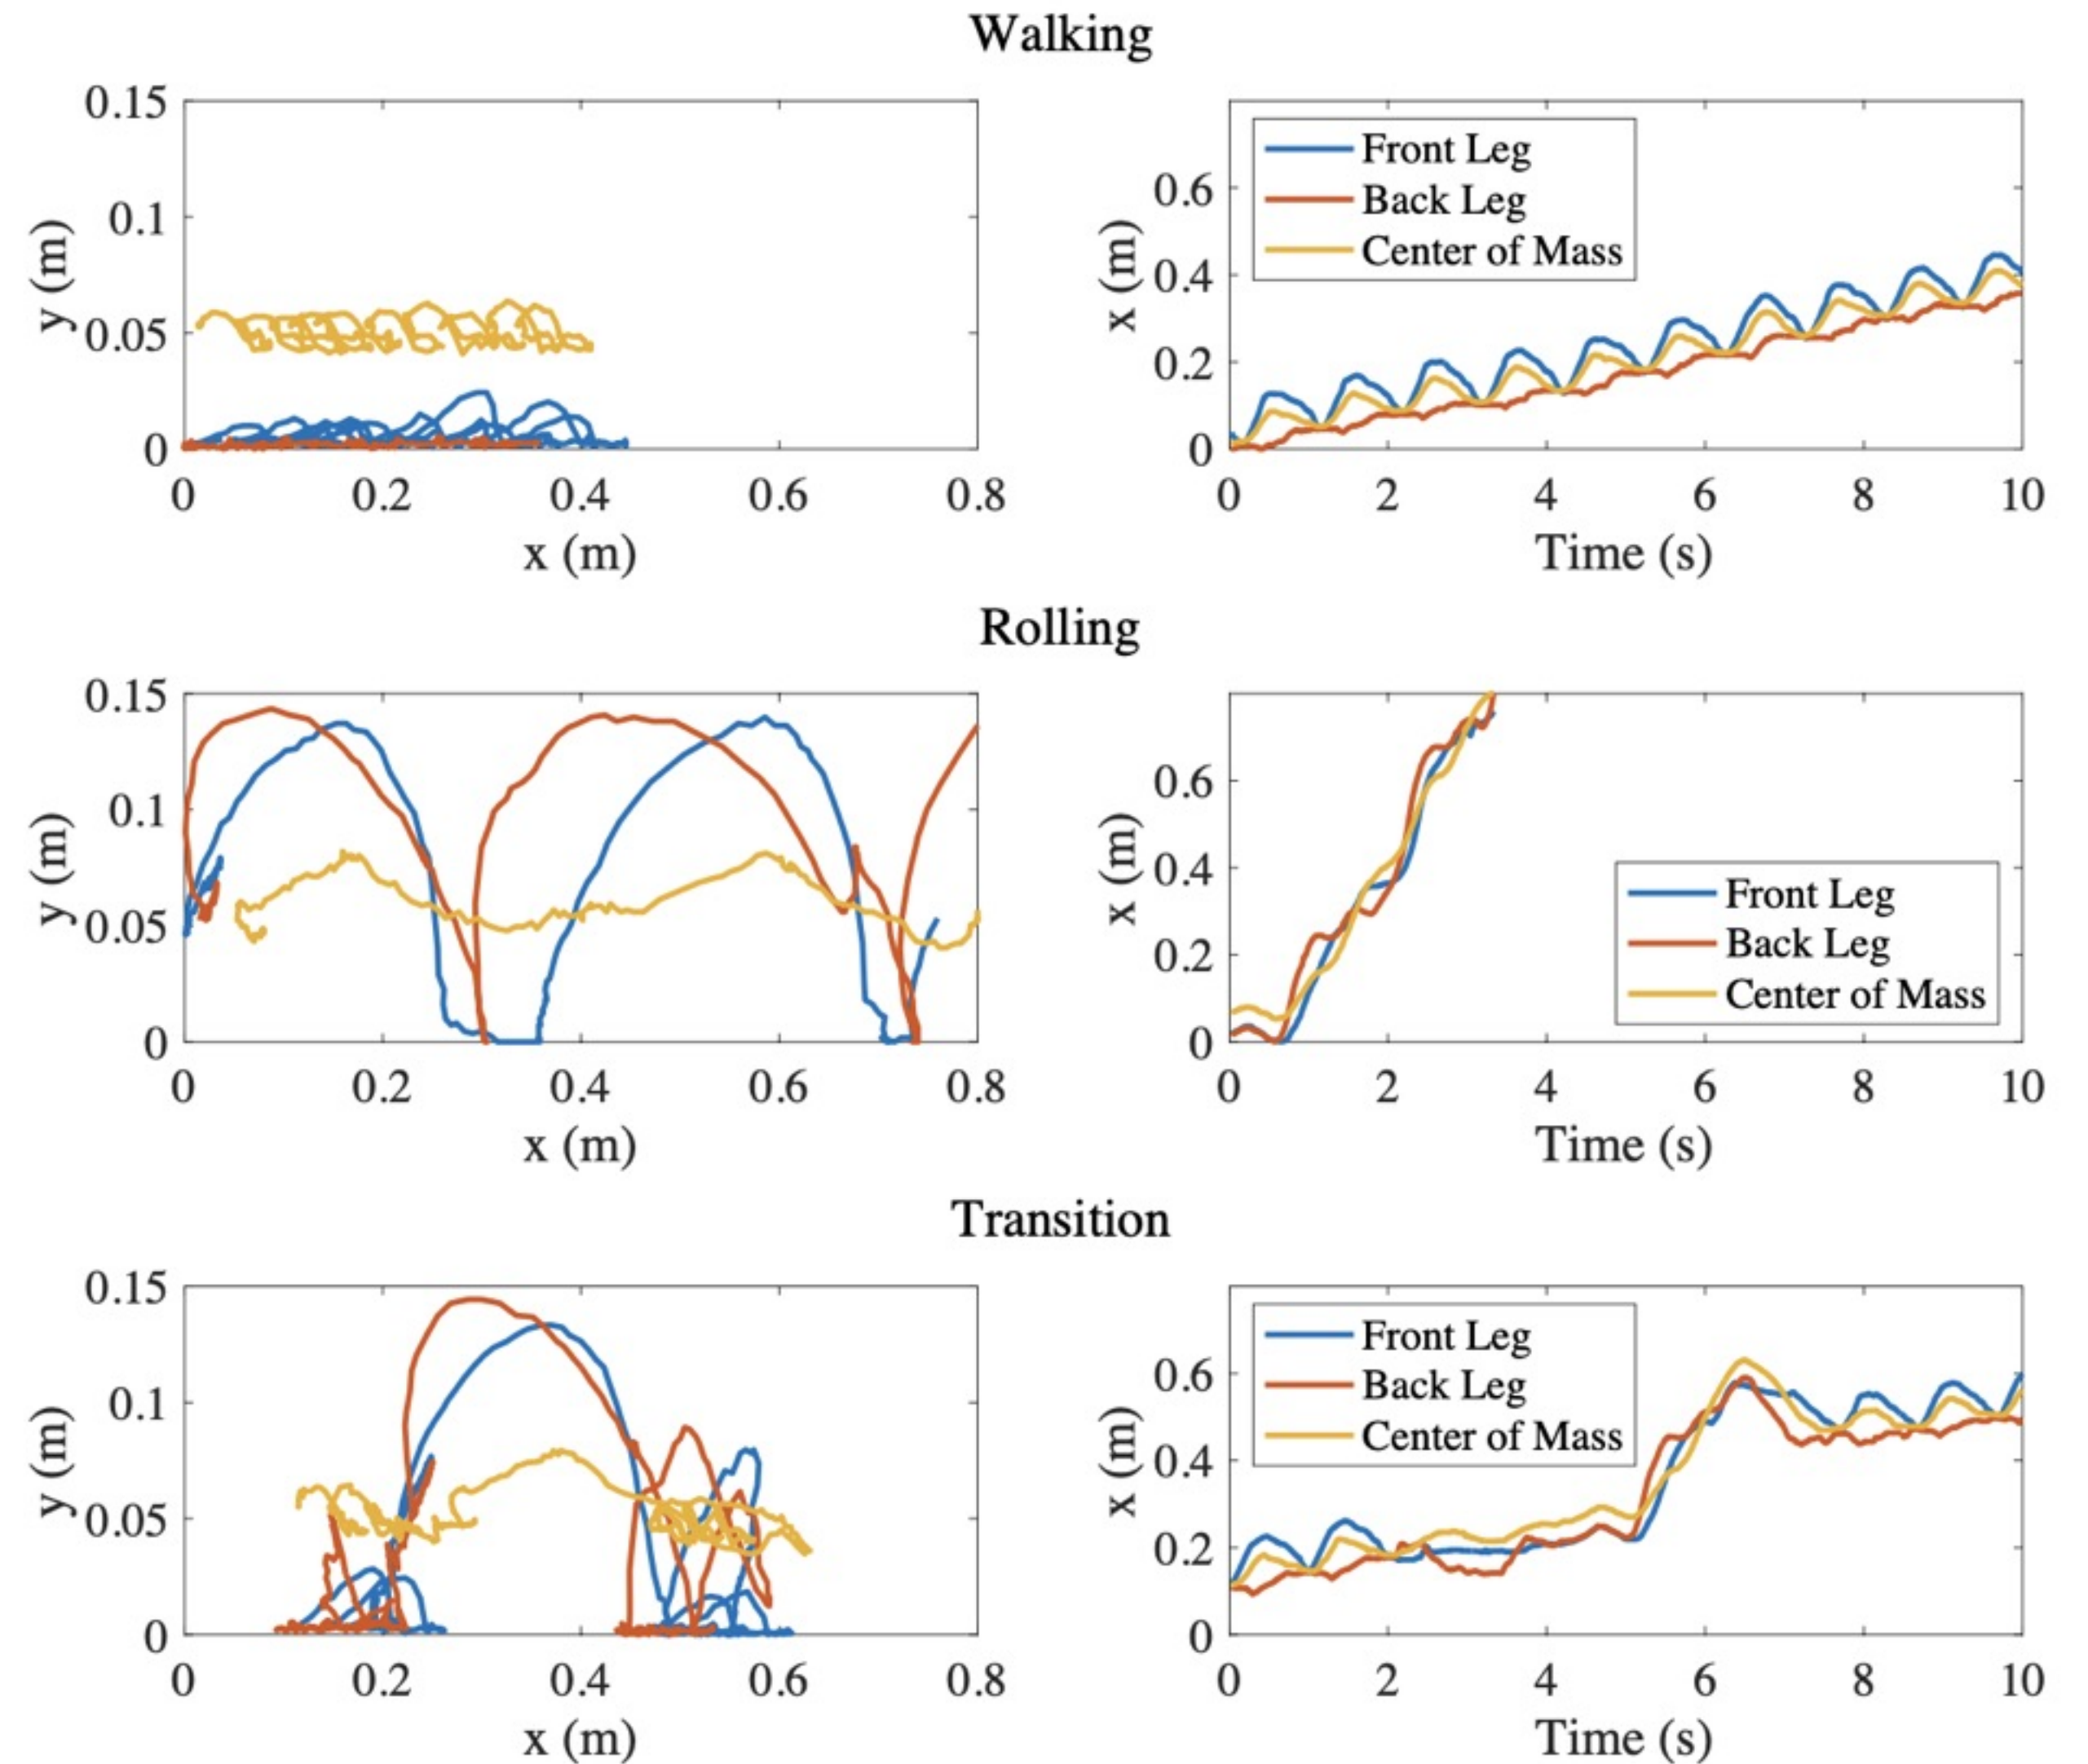 Walking
0.15
0.1
0.05
0
y (m)
0 0.2 0.4 0.6 0.8
x (m)
Front Leg
Back Leg
Center of Mass
0.6
0.4
0.2
0
x (m)
0 2 4 6 8 10
Time (s)
Rolling
0.15
0.1
0.05
0
y (m)
0 0.2 0.4 0.6 0.8
x (m)
0.6
0.4
0.2
0
x (m)
Front Leg
Back Leg
Center of Mass
0 2 4 6 8 10
Time (s)
Transition
0.15
0.1
0.05
0
y (m)
0 0.2 0.4 0.6 0.8
x (m)
Front Leg
Back Leg
Center of Mass
0.6
0.4
0.2
0
x (m)
0 2 4 6 8 10
Time (s)